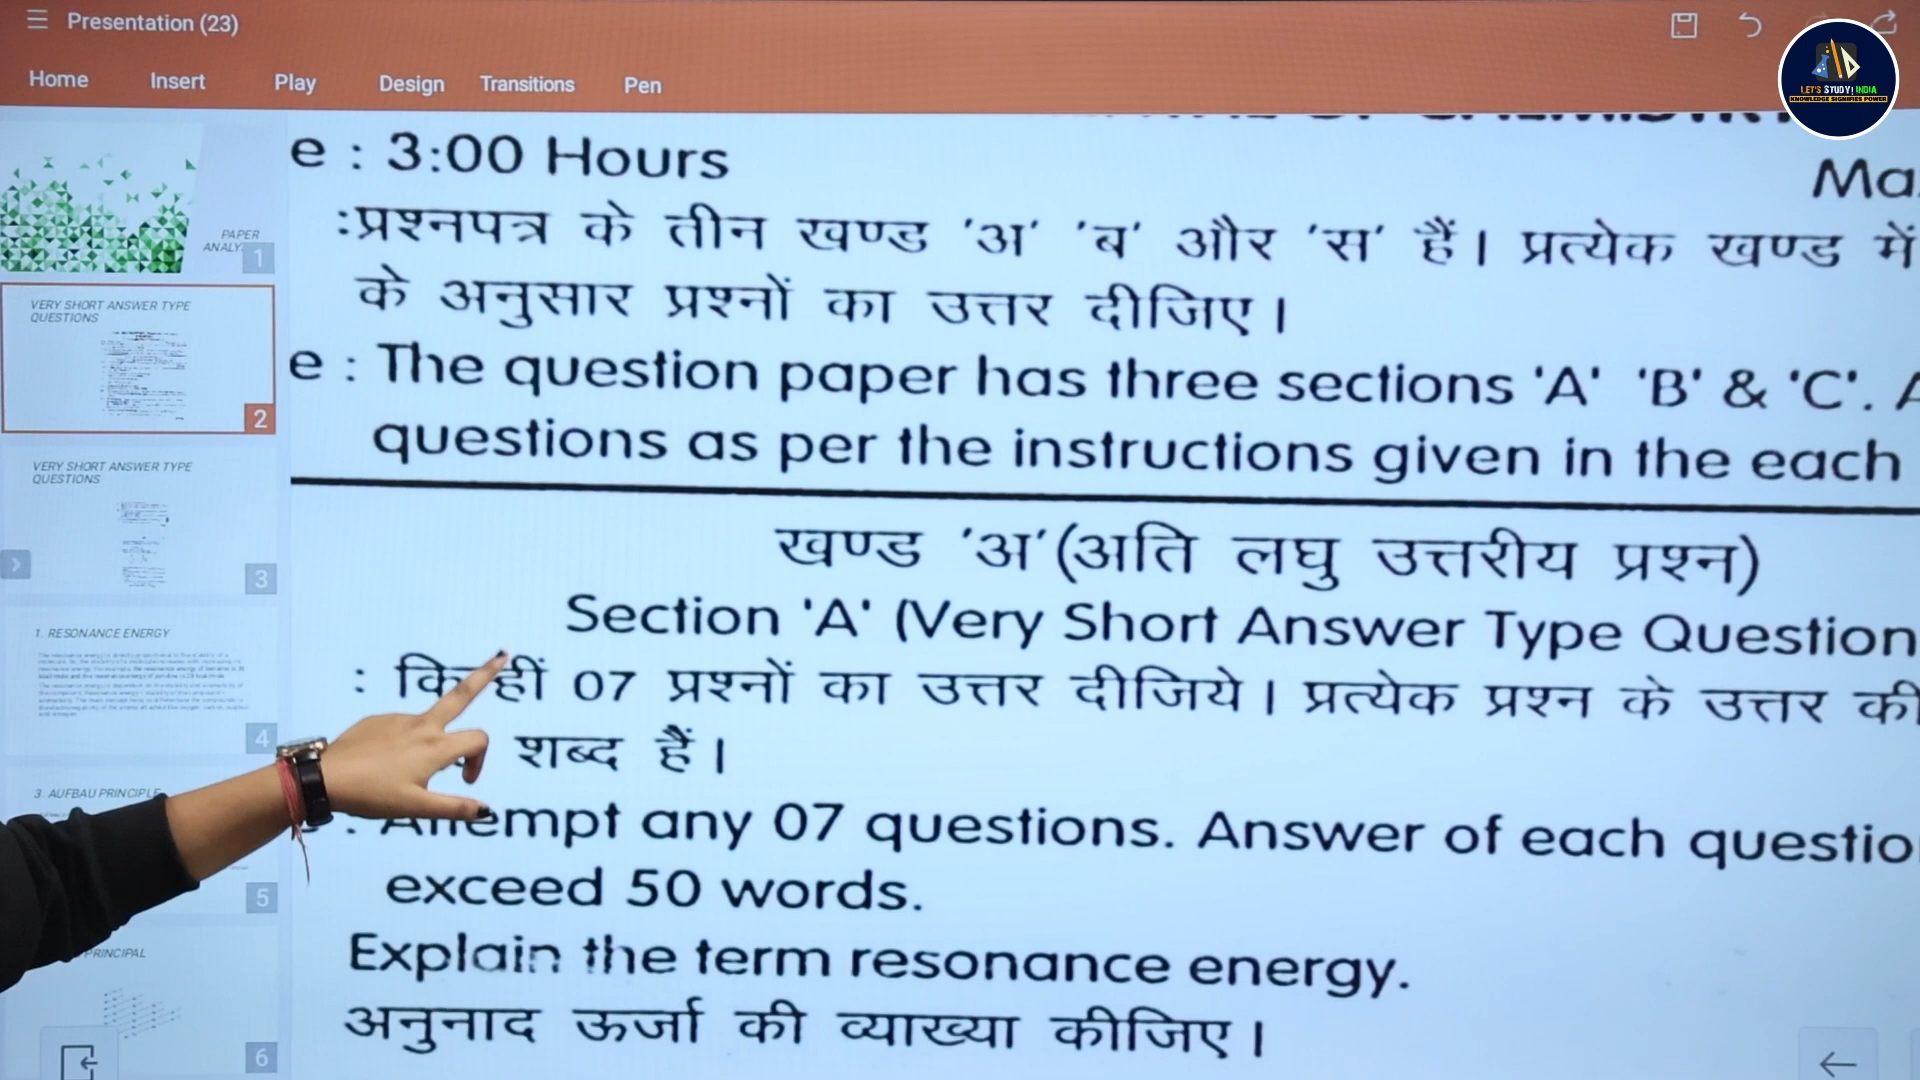 Presentation (23)
Home Insert Play Design Transitions Pen
LET'S STUDY! INDIA
KNOWLEDGE SIGNIFIES POWER
PAPER
1
VERY SHORT ANSWER TYPE
QUESTIONS
2
VERY SHORT ANSWER TYPE
QUESTIONS
3
1. RESONANCE ENERGY
4
3. AUFBAU PRINCIPLE
5
PRINCIPAL
6
e : 3:00 Hours
Ma
:प्रश्नपत्र के तीन खण्ड 'अ' 'ब' और 'स' हैं। प्रत्येक खण्ड में
के अनुसार प्रश्नों का उत्तर दीजिए।
e : The question paper has three sections 'A' 'B' & 'C'. A
questions as per the instructions given in the each
खण्ड 'अ'(अति लघु उत्तरीय प्रश्न)
Section 'A' (Very Short Answer Type Question
: किन्हीं 07 प्रश्नों का उत्तर दीजिये। प्रत्येक प्रश्न के उत्तर की
शब्द हैं।
: Attempt any 07 questions. Answer of each questio
exceed 50 words.
Explain the term resonance energy.
अनुनाद ऊर्जा की व्याख्या कीजिए।